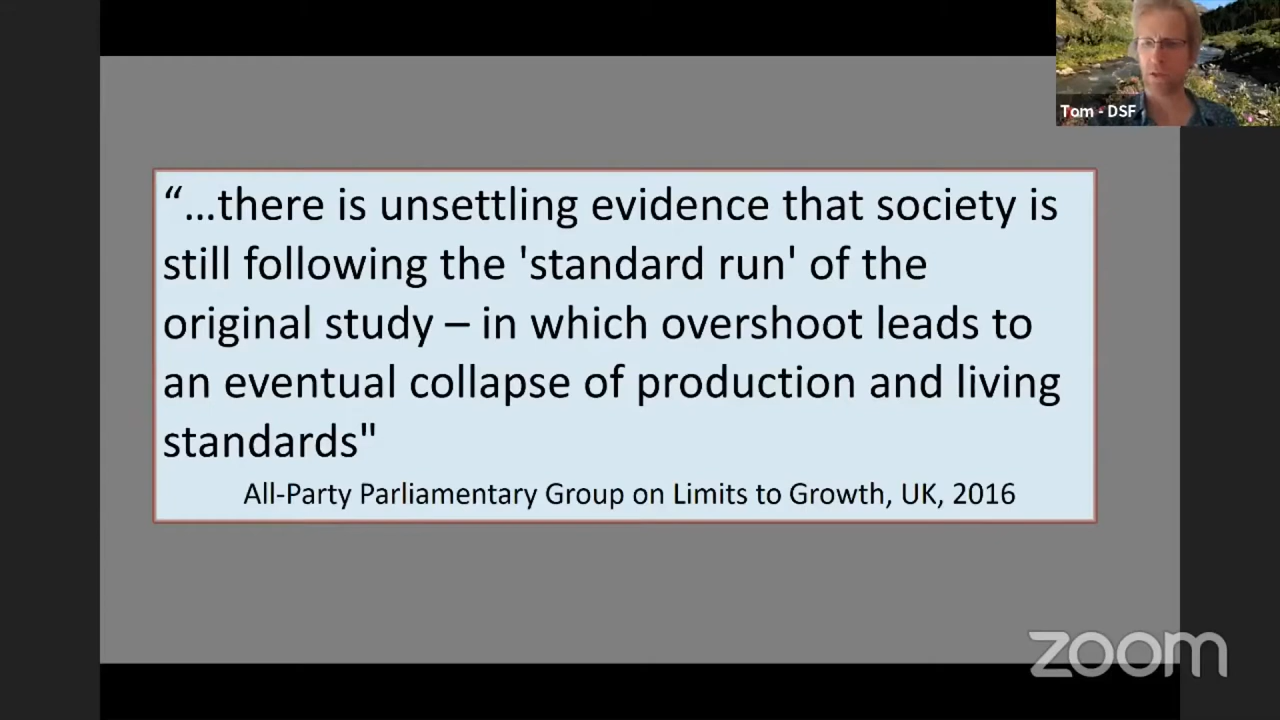 Tom - DSF
“...there is unsettling evidence that society is
still following the 'standard run' of the
original study – in which overshoot leads to
an eventual collapse of production and living
standards"
All-Party Parliamentary Group on Limits to Growth, UK, 2016
zoom